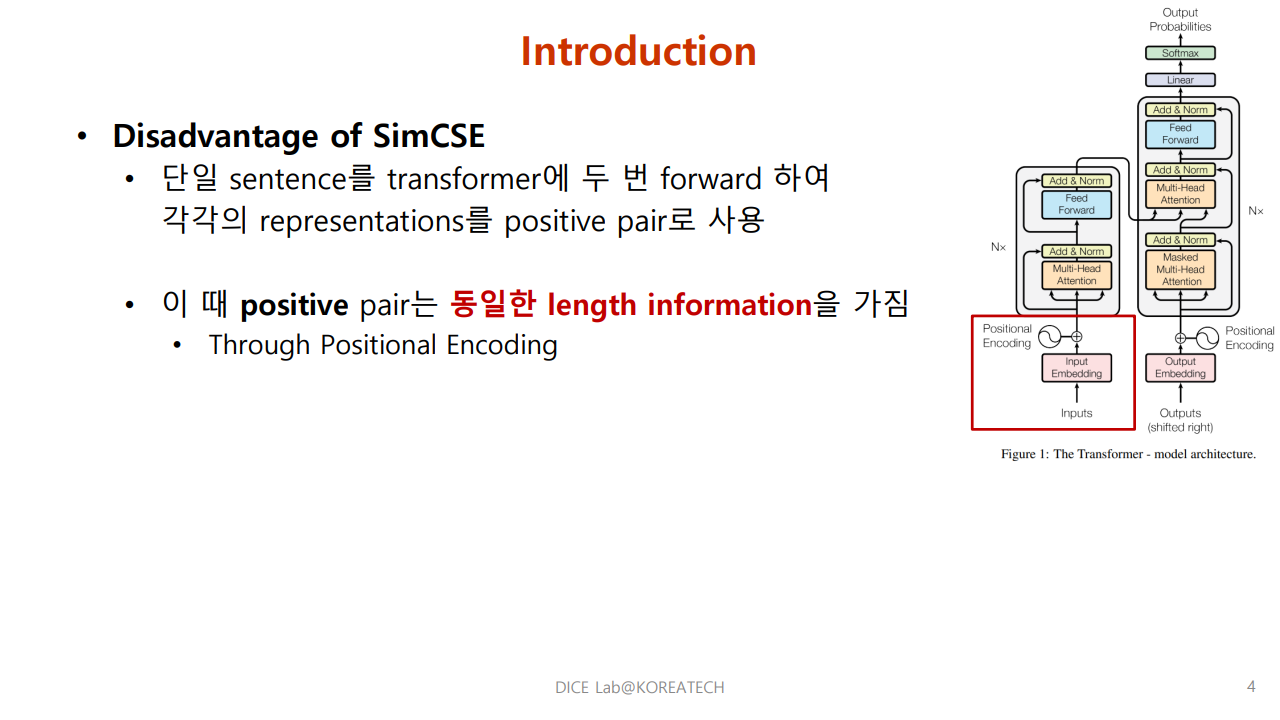 Introduction
• Disadvantage of SimCSE
• 단일 sentence를 transformer에 두 번 forward 하여
각각의 representations를 positive pair로 사용
• 이 때 positive pair는 동일한 length information을 가짐
• Through Positional Encoding
Output
Probabilities
Softmax
Linear
Add & Norm
Feed
Forward
Add & Norm
Multi-Head
Attention
Add & Norm
Masked
Multi-Head
Attention
Nx
Add & Norm
Feed
Forward
Add & Norm
Multi-Head
Attention
Nx
Positional
Encoding
Input
Embedding
Inputs
Positional
Encoding
Output
Embedding
Outputs
(shifted right)
Figure 1: The Transformer - model architecture.
DICE Lab@KOREATECH
4